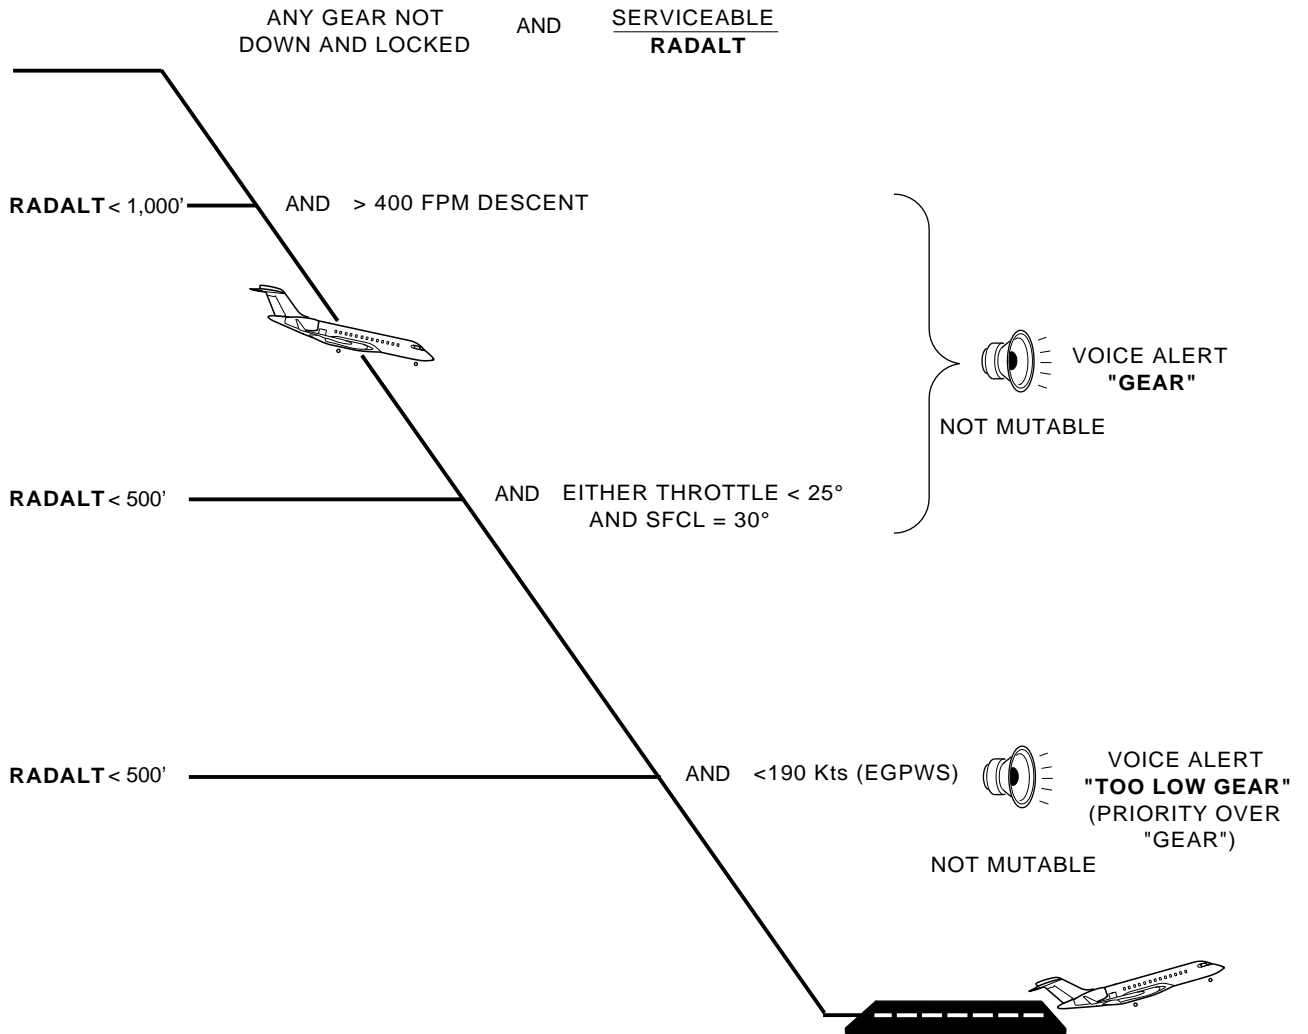 ANY GEAR NOT
DOWN AND LOCKED
AND
SERVICEABLE
RADALT
RADALT < 1,000’
AND > 400 FPM DESCENT
VOICE ALERT
"GEAR"
NOT MUTABLE
RADALT < 500’
AND EITHER THROTTLE < 25°
AND SFCL = 30°
RADALT < 500’
AND <190 Kts (EGPWS)
VOICE ALERT
"TOO LOW GEAR"
(PRIORITY OVER
"GEAR")
NOT MUTABLE